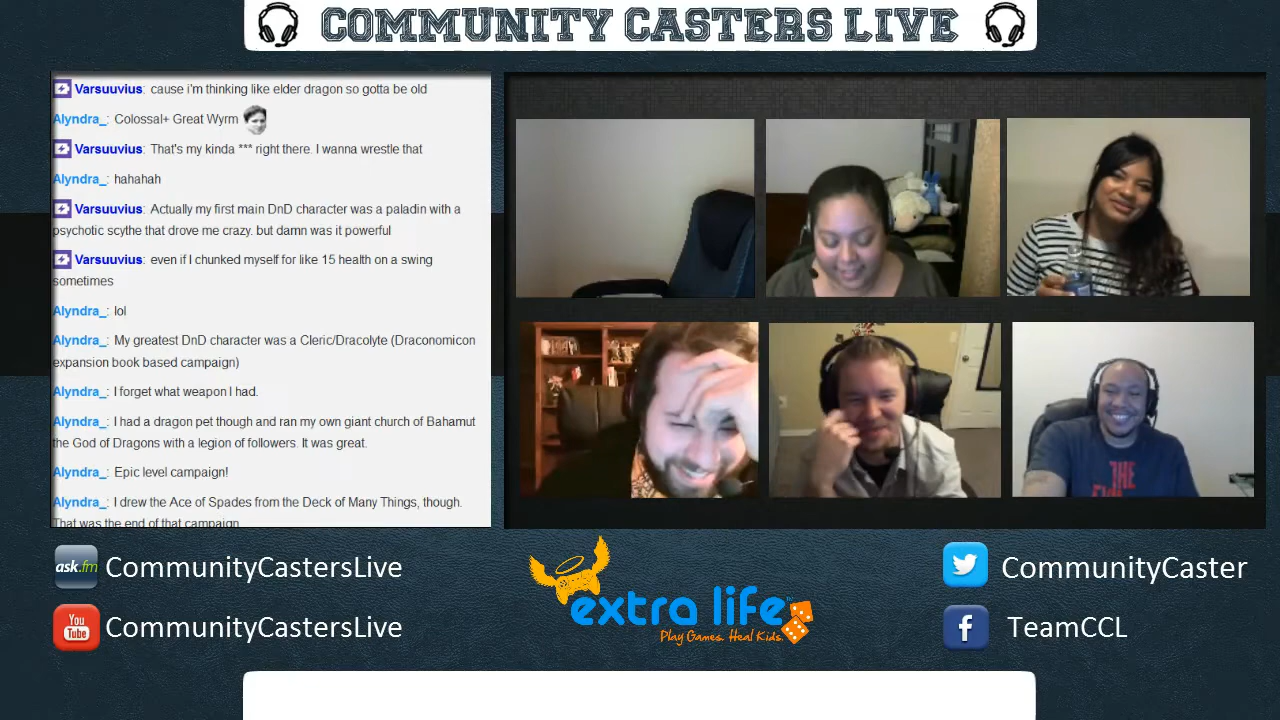 COMMUNITY CASTERS LIVE
Varsuuvius: cause i'm thinking like elder dragon so gotta be old
Alyndra_: Colossal+ Great Wyrm
Varsuuvius: That's my kinda *** right there. I wanna wrestle that
Alyndra_: hahahah
Varsuuvius: Actually my first main DnD character was a paladin with a
psychotic scythe that drove me crazy. but damn was it powerful
Varsuuvius: even if I chunked myself for like 15 health on a swing
sometimes
Alyndra_: lol
Alyndra_: My greatest DnD character was a Cleric/Dracolyte (Draconomicon
expansion book based campaign)
Alyndra_: I forget what weapon I had.
Alyndra_: I had a dragon pet though and ran my own giant church of Bahamut
the God of Dragons with a legion of followers. It was great.
Alyndra_: Epic level campaign!
Alyndra_: I drew the Ace of Spades from the Deck of Many Things, though.
That was the end of that campaign
THE
ask.fm CommunityCastersLive
You Tube CommunityCastersLive
extra life
Play Games. Heal Kids.
CommunityCaster
f TeamCCL